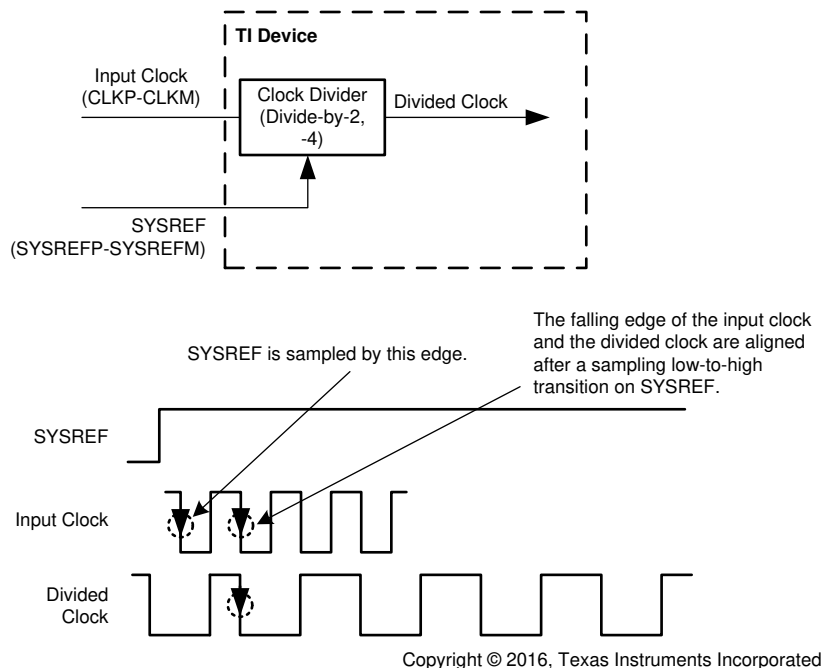 TI Device
Input Clock
(CLKP-CLKM)
Clock Divider
(Divide-by-2,
-4)
Divided Clock
SYSREF
(SYSREFP-SYSREFM)
The falling edge of the input clock
and the divided clock are aligned
after a sampling low-to-high
transition on SYSREF.
SYSREF is sampled by this edge.
SYSREF
Input Clock
Divided
Clock
Copyright © 2016, Texas Instruments Incorporated